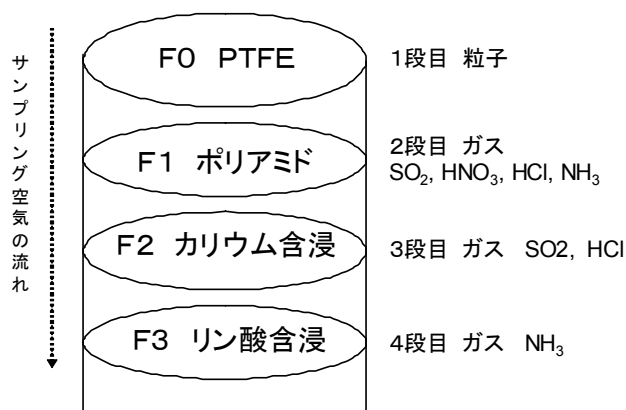 サンプリング空気の流れ
F0 PTFE
1段目 粒子
F1 ポリアミド
2段目 ガス
SO₂, HNO₃, HCl, NH₃
F2 カリウム含浸
3段目 ガス SO2, HCl
F3 リン酸含浸
4段目 ガス NH₃